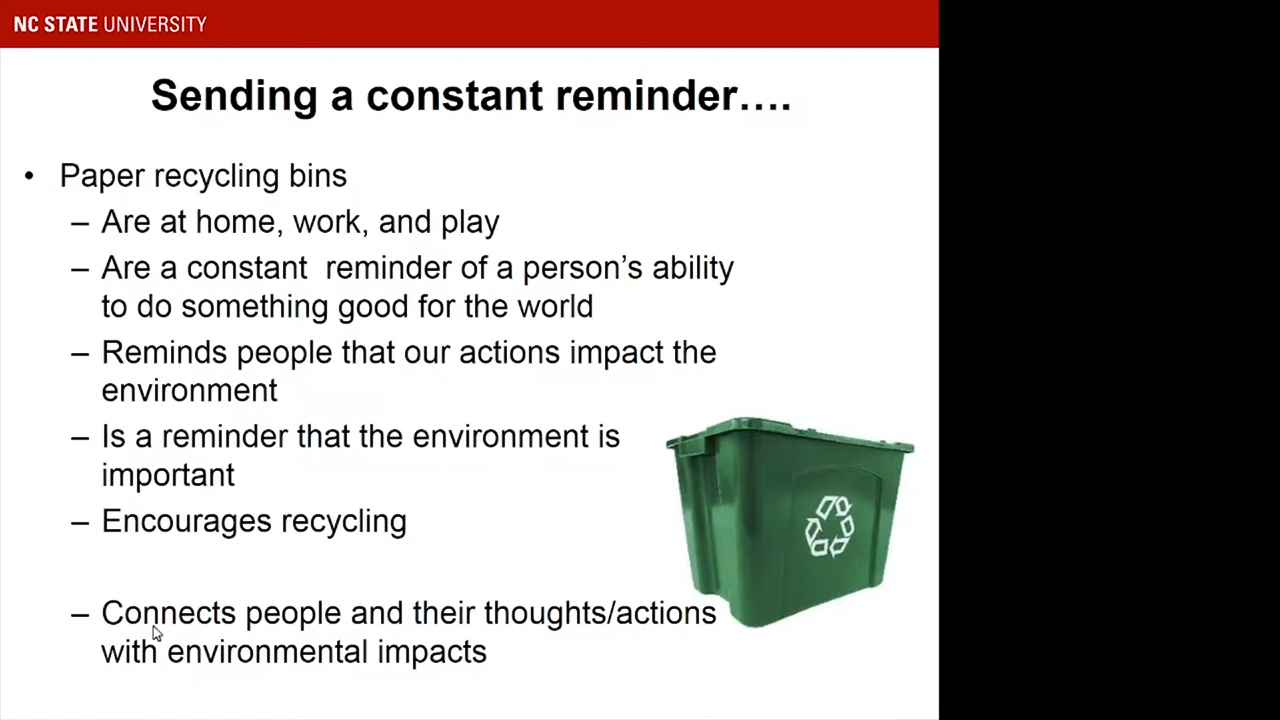 NC STATE UNIVERSITY
Sending a constant reminder….
• Paper recycling bins
– Are at home, work, and play
– Are a constant  reminder of a person’s ability
to do something good for the world
– Reminds people that our actions impact the
environment
– Is a reminder that the environment is
important
– Encourages recycling
– Connects people and their thoughts/actions
with environmental impacts